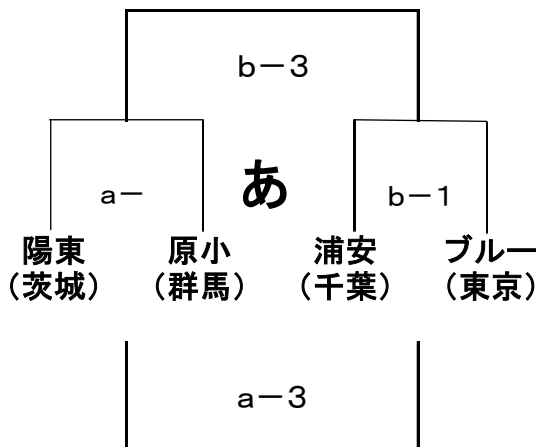 b－3
あ
a－
b－1
陽東 原小 浦安 ブルー
（茨城） （群馬） （千葉） （東京）
a－3